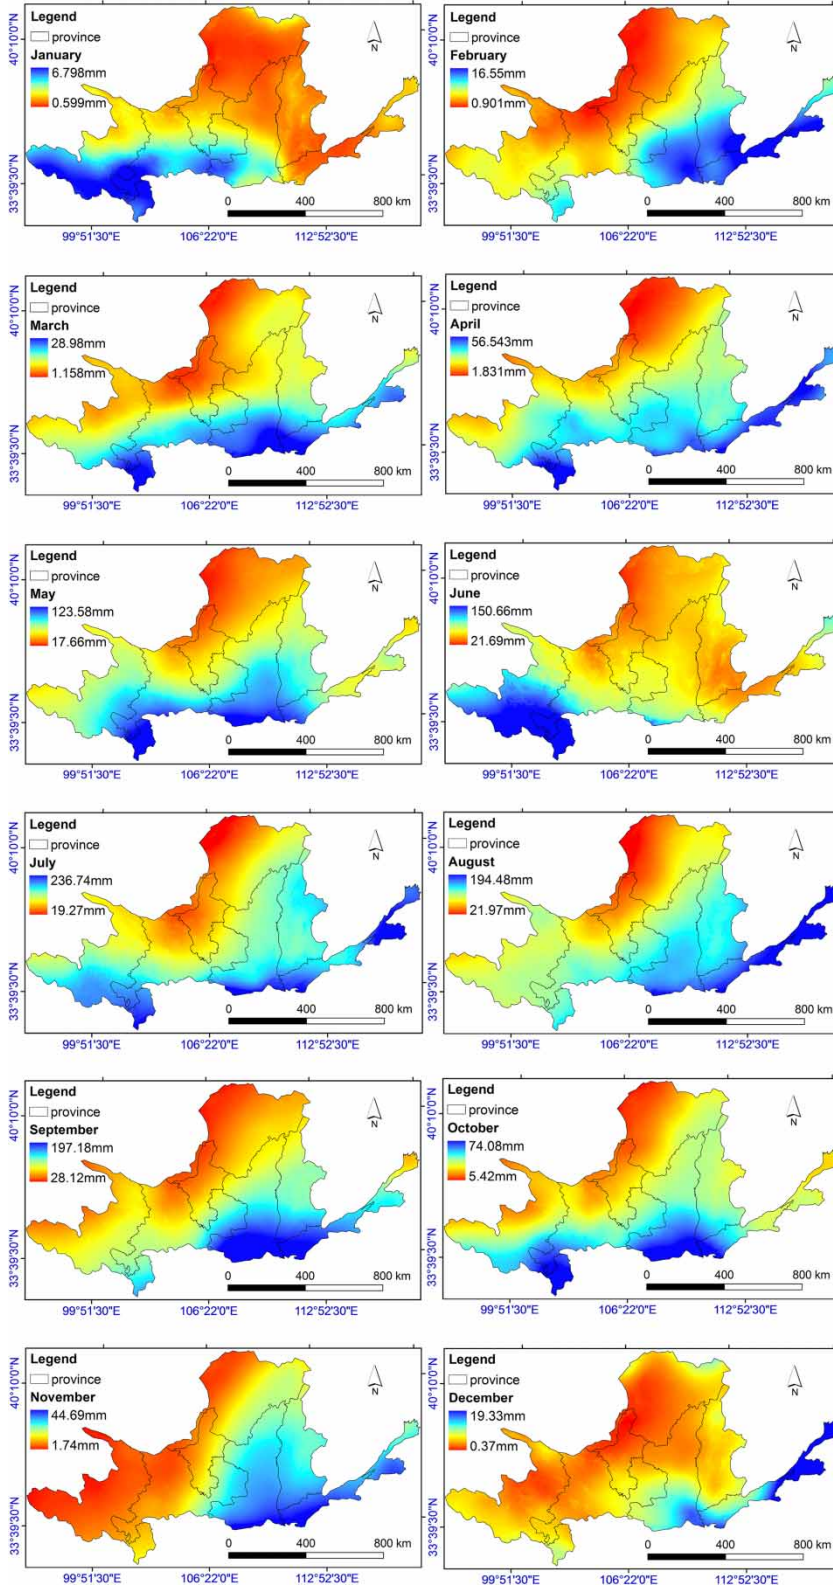 Legend
province
January
6.798mm
0.599mm
N
0 400 800 km
40°10'0"N
33°39'30"N
99°51'30"E 106°22'0"E 112°52'30"E
Legend
province
February
16.55mm
0.901mm
N
0 400 800 km
40°10'0"N
33°39'30"N
99°51'30"E 106°22'0"E 112°52'30"E
Legend
province
March
28.98mm
1.158mm
N
0 400 800 km
40°10'0"N
33°39'30"N
99°51'30"E 106°22'0"E 112°52'30"E
Legend
province
April
56.543mm
1.831mm
N
0 400 800 km
40°10'0"N
33°39'30"N
99°51'30"E 106°22'0"E 112°52'30"E
Legend
province
May
123.58mm
17.66mm
N
0 400 800 km
40°10'0"N
33°39'30"N
99°51'30"E 106°22'0"E 112°52'30"E
Legend
province
June
150.66mm
21.69mm
N
0 400 800 km
40°10'0"N
33°39'30"N
99°51'30"E 106°22'0"E 112°52'30"E
Legend
province
July
236.74mm
19.27mm
N
0 400 800 km
40°10'0"N
33°39'30"N
99°51'30"E 106°22'0"E 112°52'30"E
Legend
province
August
194.48mm
21.97mm
N
0 400 800 km
40°10'0"N
33°39'30"N
99°51'30"E 106°22'0"E 112°52'30"E
Legend
province
September
197.18mm
28.12mm
N
0 400 800 km
40°10'0"N
33°39'30"N
99°51'30"E 106°22'0"E 112°52'30"E
Legend
province
October
74.08mm
5.42mm
N
0 400 800 km
40°10'0"N
33°39'30"N
99°51'30"E 106°22'0"E 112°52'30"E
Legend
province
November
44.69mm
1.74mm
N
0 400 800 km
40°10'0"N
33°39'30"N
99°51'30"E 106°22'0"E 112°52'30"E
Legend
province
December
19.33mm
0.37mm
N
0 400 800 km
40°10'0"N
33°39'30"N
99°51'30"E 106°22'0"E 112°52'30"E